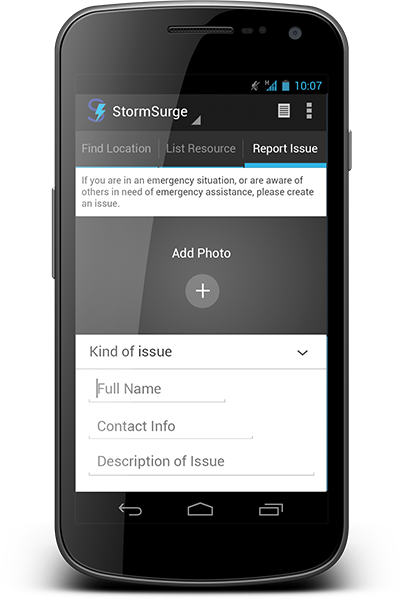 10:07
StormSurge
Find Location
List Resource
Report Issue
If you are in an emergency situation, or are aware of
others in need of emergency assistance, please create
an issue.
Add Photo
+
Kind of issue
Full Name
Contact Info
Description of Issue